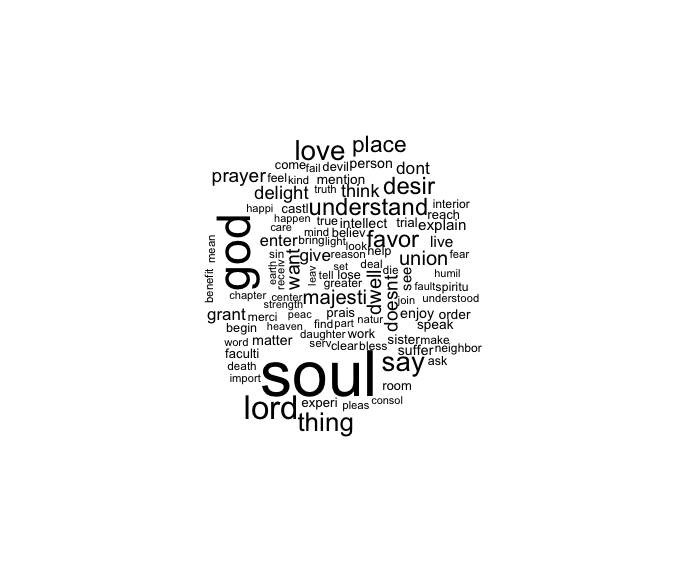 love place
come fail devil person
prayer feel kind mention dont
delight truth think desir
happi castl understand interior
happen true intellect trial reach explain
care mind believ
enter bring light look favor live
god mean sin want give reason help union fear
earth receiv leav tell set lose deal die see humil
benefit greater dwell doesnt fault spiritu
chapter center majesti join understood
strength
grant merci peac prais natur enjoy order
begin heaven find part speak
daughter work
word matter serv clear bless sister make
faculti suffer neighbor
death soul say ask
import room
lord experi pleas consol
thing